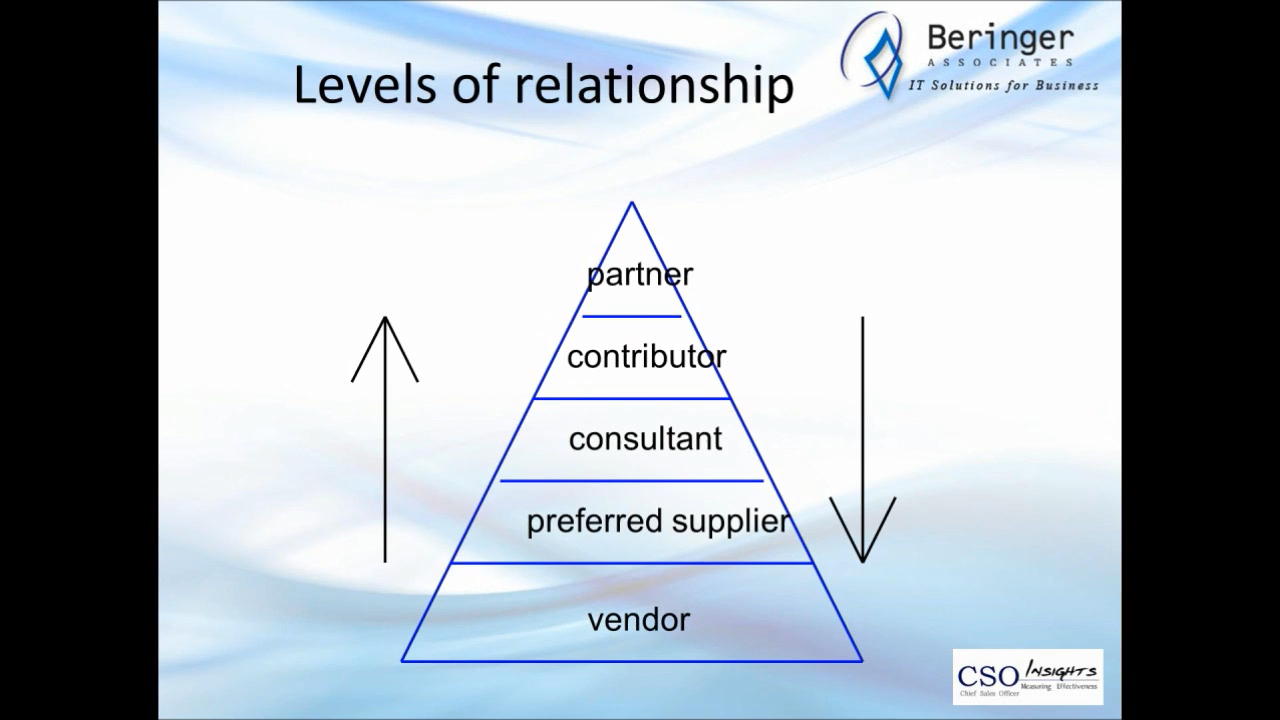 Levels of relationship
Beringer
ASSOCIATES
IT Solutions for Business
partner
contributor
consultant
preferred supplier
vendor
CSO INSIGHTS
Chief Sales Officer Measuring Effectiveness